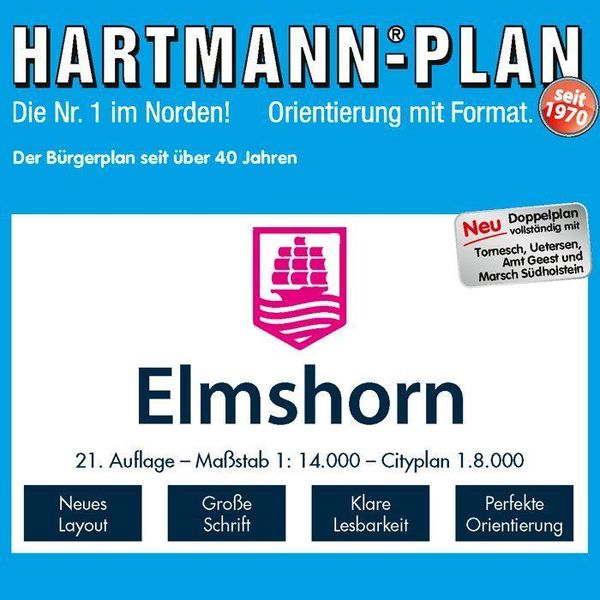 HARTMANN-®PLAN
Die Nr. 1 im Norden! Orientierung mit Format.
seit
1970
Der Bürgerplan seit über 40 Jahren
Neu Doppelplan
vollständig mit
Tornesch, Uetersen,
Amt Geest und
Marsch Südholstein
Elmshorn
21. Auflage – Maßstab 1: 14.000 – Cityplan 1.8.000
Neues
Layout
Große
Schrift
Klare
Lesbarkeit
Perfekte
Orientierung